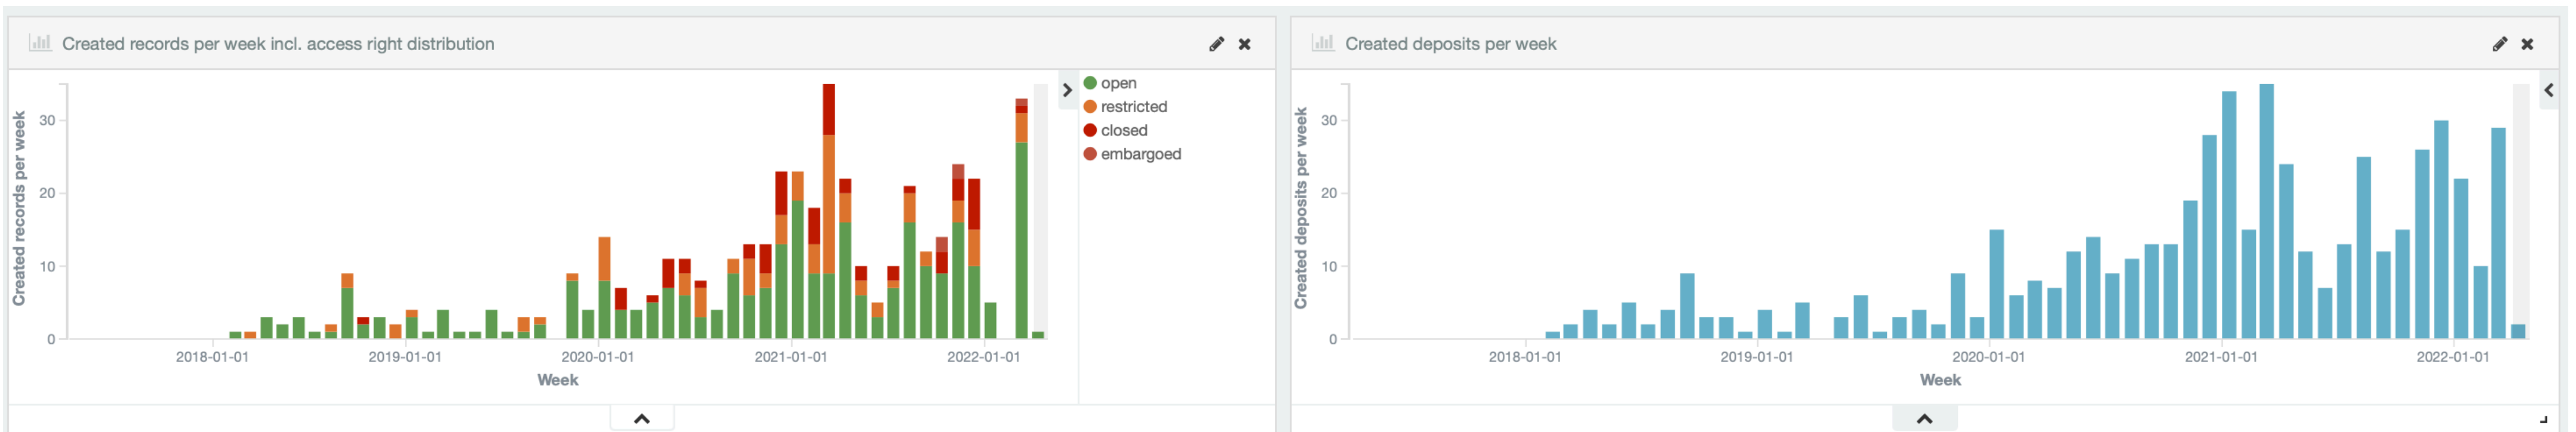 Created records per week incl. access right distribution
Created records per week
30
20
10
0
2018-01-01
2019-01-01
2020-01-01
2021-01-01
2022-01-01
Week
open
restricted
closed
embargoed
Created deposits per week
Created deposits per week
30
20
10
0
2018-01-01
2019-01-01
2020-01-01
2021-01-01
2022-01-01
Week